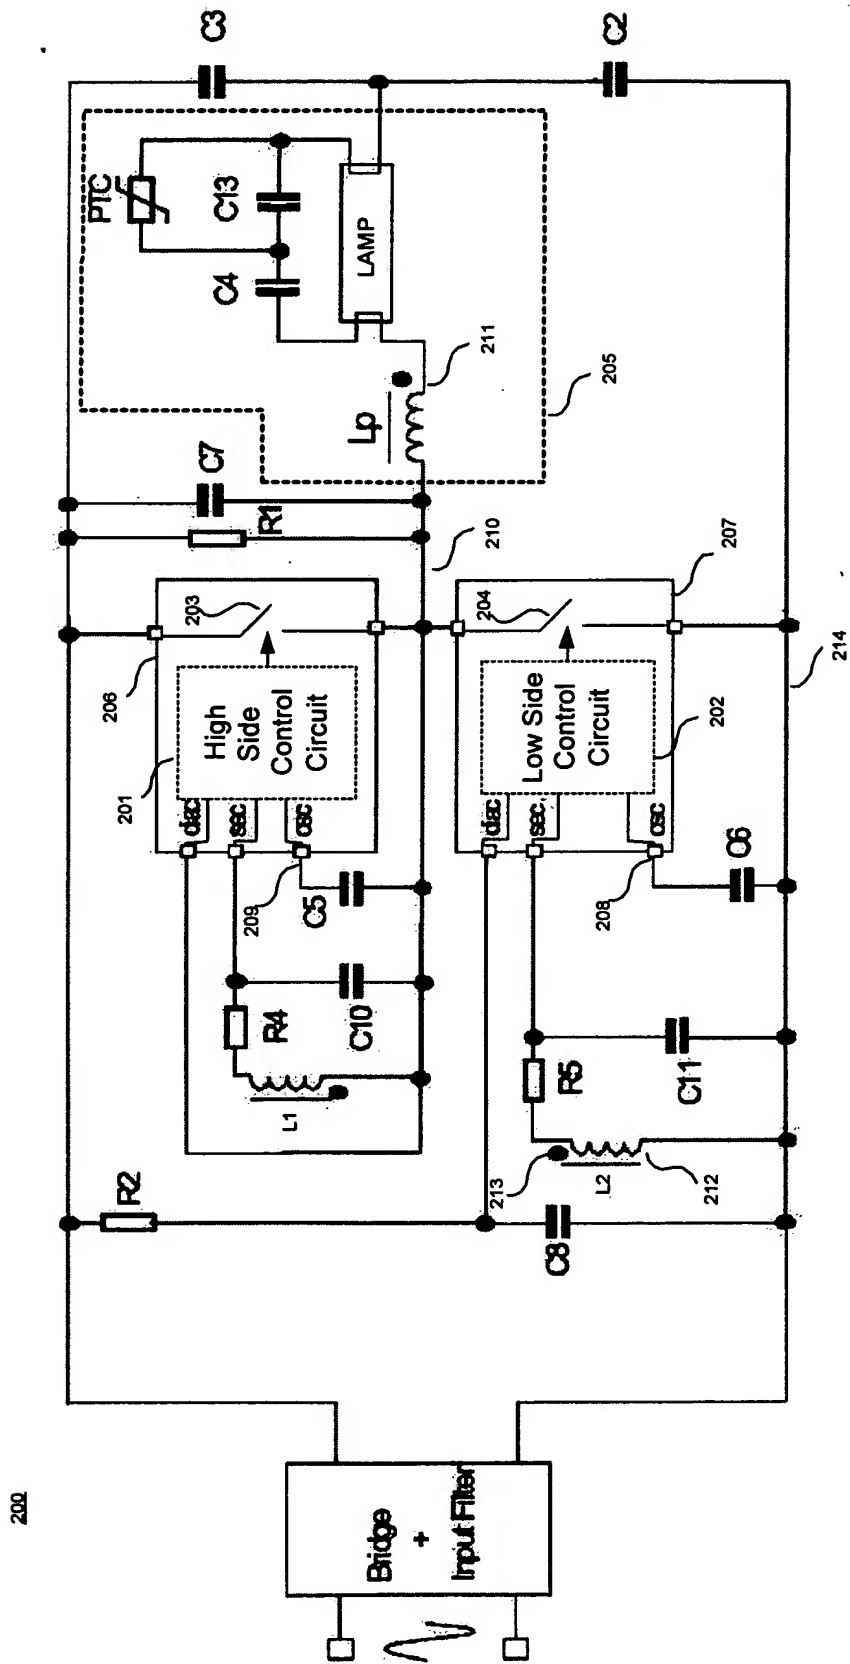 200
Bridge
+
Input Filter
R2
C8
L1
R4
C10
C5
209
213
L2
212
R5
C11
C6
208
201
206
diac
sec
osc
High
Side
Control
Circuit
203
diac
sec.
osc
Low Side
Control
Circuit
202
204
207
214
210
R1
C7
Lp
211
205
C4
C13
PTC
LAMP
C3
C2